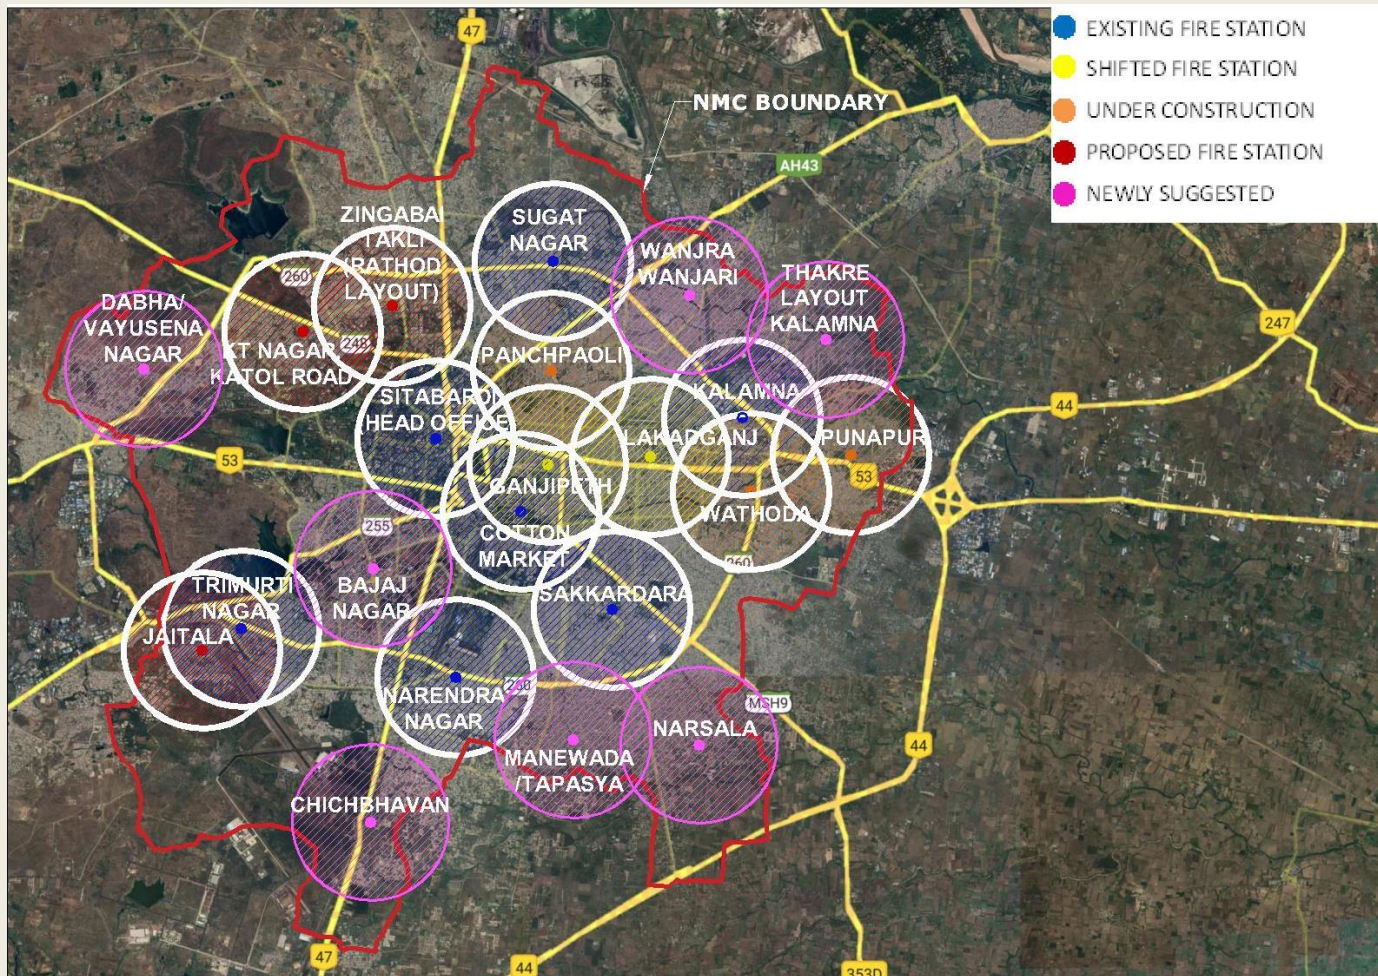 47
EXISTING FIRE STATION
SHIFTED FIRE STATION
NMC BOUNDARY
UNDER CONSTRUCTION
PROPOSED FIRE STATION
AH43
NEWLY SUGGESTED
ZINGABAI
TAKLI
(PATHOD
LAYOUT)
SUGAT
NAGAR
WANJRA
WANJARI
THAKRE
LAYOUT
KALAMNA
260
DABHA/
VAYUSENA
NAGAR
247
KT NAGAR
KATOL ROAD
248
PANCHPAOLI
SITABARDI
HEAD OFFICE
KALAMNA
44
LAKADGANJ
PUNAPUR
53
53
GANJIPETH
WATHODA
255
COTTON
MARKET
260
TRIMURTI
NAGAR
BAJAJ
NAGAR
SAKKARDARA
JAITALA
NARENDRA
NAGAR
230
MSH9
NARSALA
44
MANEWADA
/TAPASYA
CHICHBHAVAN
47
44
353D